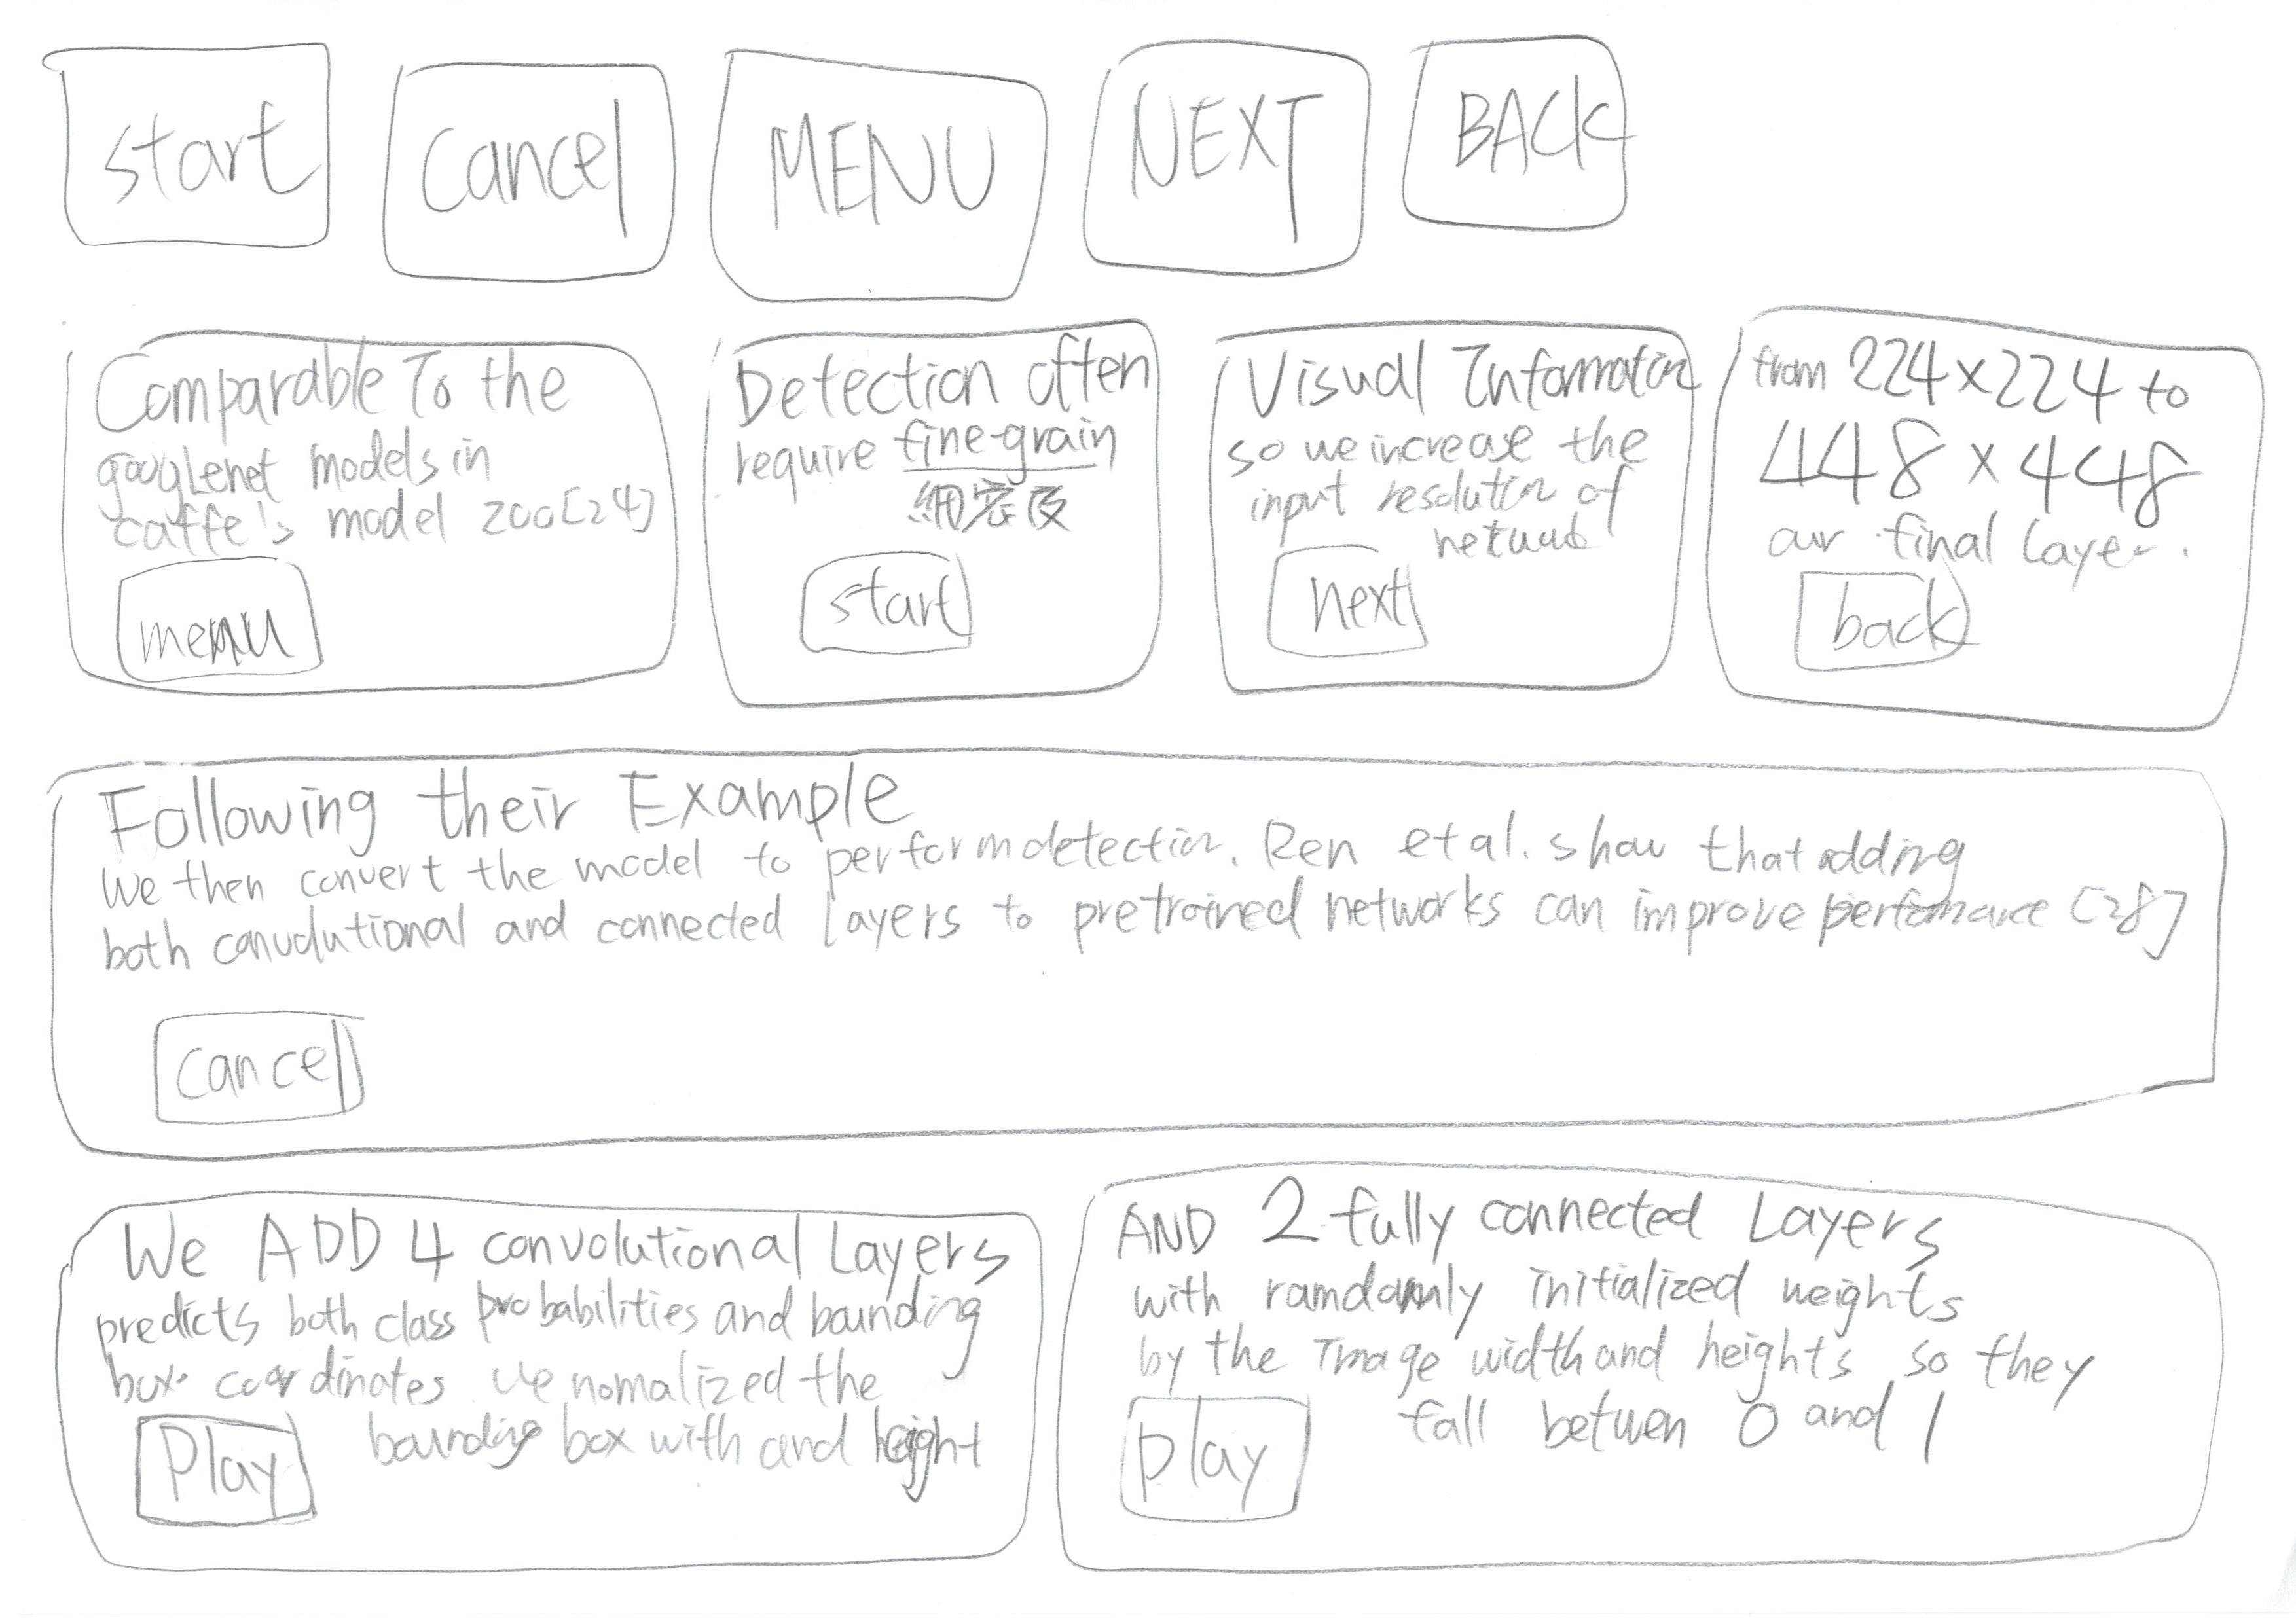 start
cancel
MENU
NEXT
BACK
Comparable To the
googlenet models in
caffe's model zoo[24]
menu
Detection often
require fine-grain
細密度
start
Visual Information
so we increase the
input resolution of
network
next
from 224×224 to
448×448
our final layer.
back
Following their Example
We then convert the model to perform detection. Ren et al. show that adding
both convolutional and connected layers to pretrained networks can improve performance [28]
cancel
We ADD 4 convolutional Layers
predicts both class probabilities and bounding
box coordinates we nomalized the
bounding box with and height
Play
AND 2 fully connected Layers
with ramdomly initialized weights
by the Image width and heights so they
fall betwen 0 and 1
play